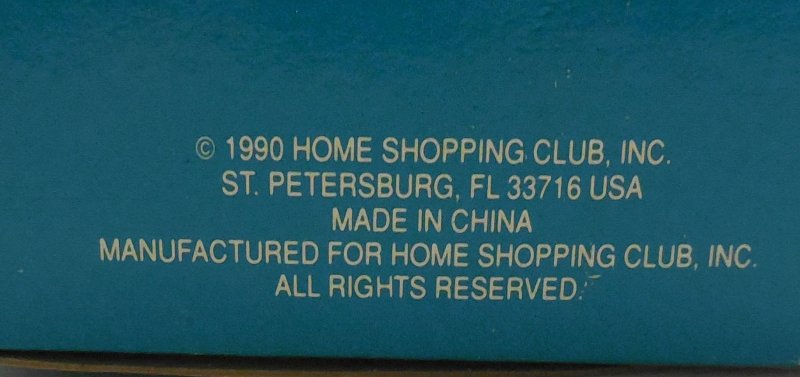 © 1990 HOME SHOPPING CLUB, INC.
ST. PETERSBURG, FL 33716 USA
MADE IN CHINA
MANUFACTURED FOR HOME SHOPPING CLUB, INC.
ALL RIGHTS RESERVED.